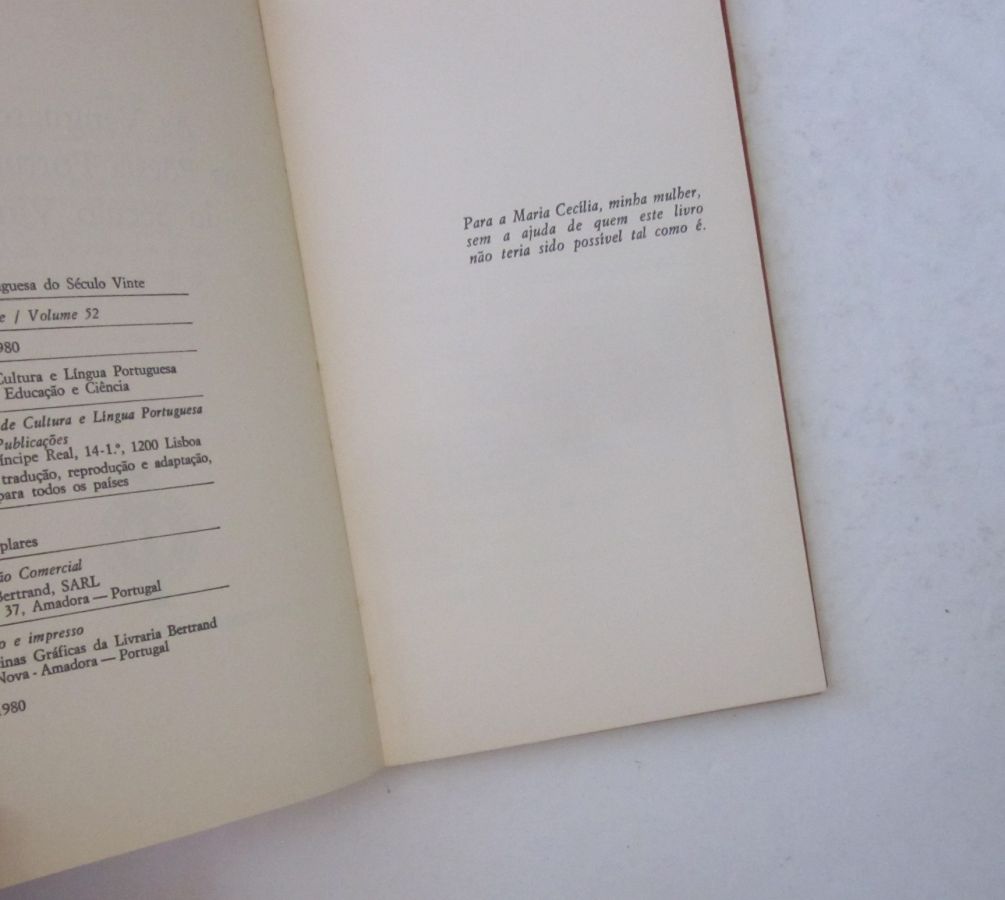 guesa do Século Vinte
e / Volume 52
980
Cultura e Língua Portuguesa
Educação e Ciência
de Cultura e Língua Portuguesa
Publicações
íncipe Real, 14-1.º, 1200 Lisboa
tradução, reprodução e adaptação,
para todos os países
plares
ão Comercial
Bertrand, SARL
37, Amadora — Portugal
o e impresso
inas Gráficas da Livraria Bertrand
Nova - Amadora — Portugal
1980
Para a Maria Cecília, minha mulher,
sem a ajuda de quem este livro
não teria sido possível tal como é.